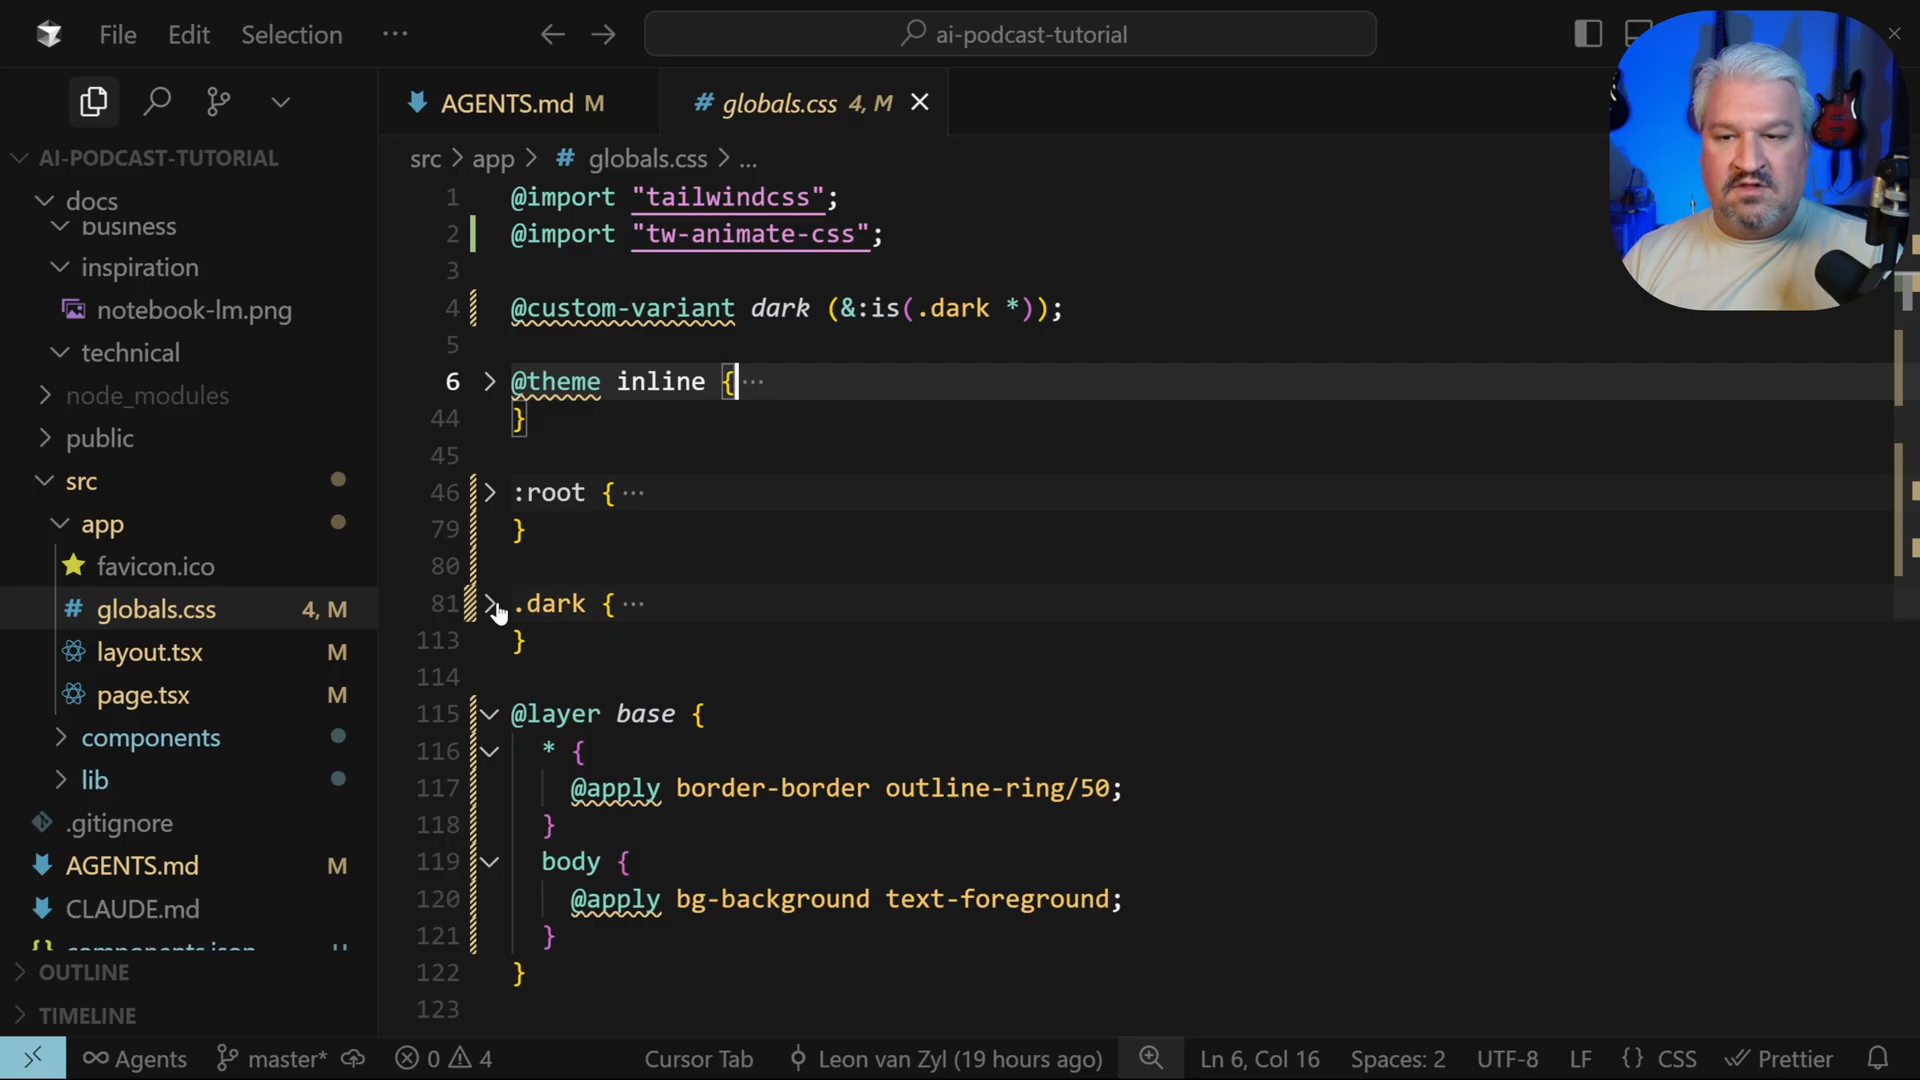 File Edit Selection ···
ai-podcast-tutorial
AGENTS.md M
# globals.css 4, M
AI-PODCAST-TUTORIAL
docs
business
inspiration
notebook-lm.png
technical
node_modules
public
src
app
favicon.ico
# globals.css 4, M
layout.tsx M
page.tsx M
components
lib
.gitignore
AGENTS.md M
CLAUDE.md
{} components.json U
OUTLINE
TIMELINE
src > app > # globals.css > ...
1 @import "tailwindcss";
2 @import "tw-animate-css";
3
4 @custom-variant dark (&:is(.dark *));
5
6 @theme inline {···
44 }
45
46 :root {···
79 }
80
81 .dark {···
113 }
114
115 @layer base {
116 * {
117 @apply border-border outline-ring/50;
118 }
119 body {
120 @apply bg-background text-foreground;
121 }
122 }
123
Agents master* 0 4 Cursor Tab Leon van Zyl (19 hours ago) Ln 6, Col 16 Spaces: 2 UTF-8 LF {} CSS Prettier